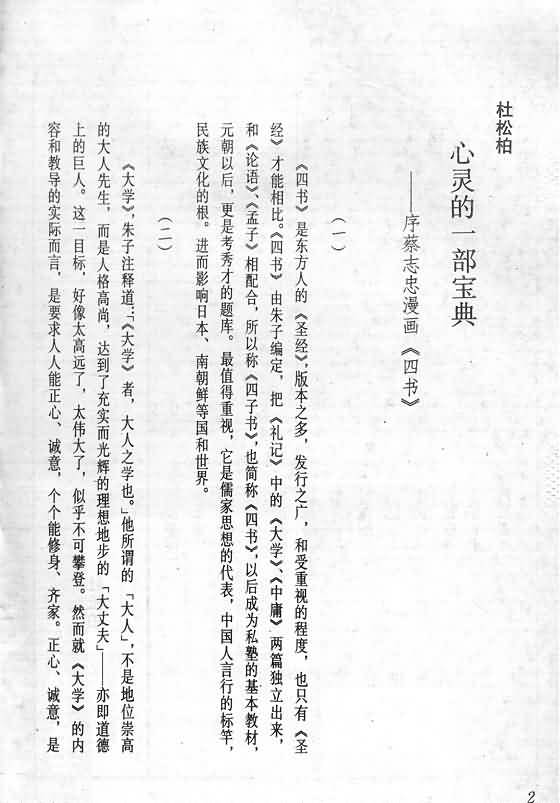 杜松柏
心灵的一部宝典
——序蔡志忠漫画《四书》
（一）
《四书》是东方人的《圣经》，版本之多，发行之广，和受重视的程度，也只有《圣
经》才能相比。《四书》由朱子编定，把《礼记》中的《大学》、《中庸》两篇独立出来，
和《论语》、《孟子》相配合，所以称《四子书》，也简称《四书》，以后成为私塾的基本教材，
元朝以后，更是考秀才的题库。最值得重视，它是儒家思想的代表，中国人言行的标竿，
民族文化的根。进而影响日本、南朝鲜等国和世界。
（二）
《大学》，朱子注释道：「《大学》者，大人之学也。」他所谓的「大人」，不是地位崇高
的大人先生，而是人格高尚，达到了充实而光辉的理想地步的「大丈夫」——亦即道德
上的巨人。这一目标，好像太高远了，太伟大了，似乎不可攀登。然而就《大学》的内
容和教导的实际而言，是要求人人能正心、诚意，个个能修身、齐家。正心、诚意，是
2